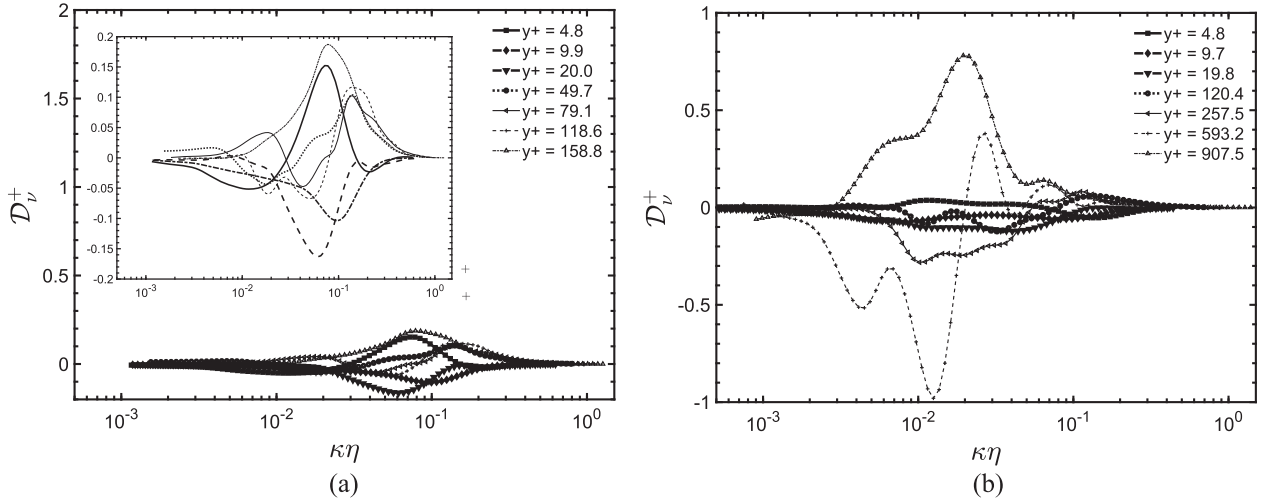 2
1.5
1
0.5
0
10⁻³
10⁻²
10⁻¹
10⁰
𝒟ᵥ⁺
κη
(a)
0.2
0.15
0.1
0.05
0
-0.05
-0.1
-0.15
-0.2
10⁻³
10⁻²
10⁻¹
10⁰
+
+
y+ = 4.8
y+ = 9.9
y+ = 20.0
y+ = 49.7
y+ = 79.1
y+ = 118.6
y+ = 158.8
1
0.5
0
-0.5
-1
10⁻³
10⁻²
10⁻¹
10⁰
𝒟ᵥ⁺
κη
(b)
y+ = 4.8
y+ = 9.7
y+ = 19.8
y+ = 120.4
y+ = 257.5
y+ = 593.2
y+ = 907.5